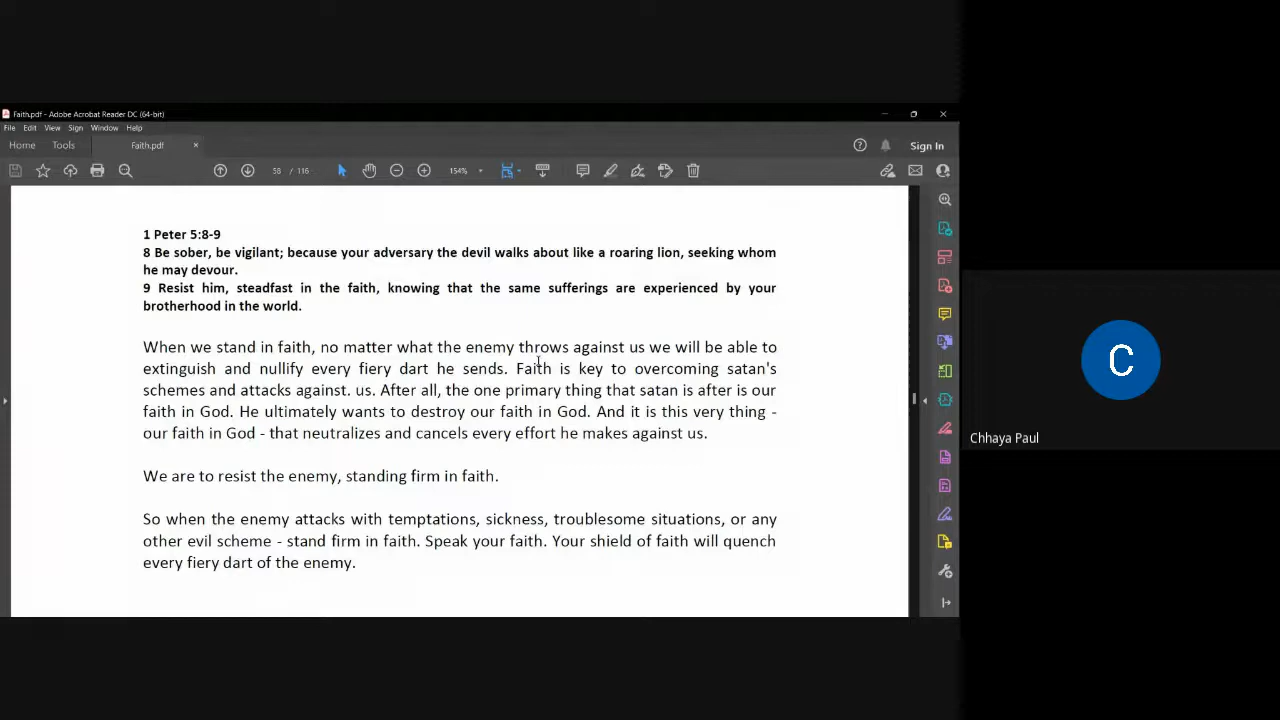 Faith.pdf - Adobe Acrobat Reader DC (64-bit)
File Edit View Sign Window Help
Home Tools Faith.pdf × Sign In
58 / 116 154%
1 Peter 5:8-9
8 Be sober, be vigilant; because your adversary the devil walks about like a roaring lion, seeking whom
he may devour.
9 Resist him, steadfast in the faith, knowing that the same sufferings are experienced by your
brotherhood in the world.
When we stand in faith, no matter what the enemy throws against us we will be able to
extinguish and nullify every fiery dart he sends. Faith is key to overcoming satan's
schemes and attacks against. us. After all, the one primary thing that satan is after is our
faith in God. He ultimately wants to destroy our faith in God. And it is this very thing -
our faith in God - that neutralizes and cancels every effort he makes against us.
We are to resist the enemy, standing firm in faith.
So when the enemy attacks with temptations, sickness, troublesome situations, or any
other evil scheme - stand firm in faith. Speak your faith. Your shield of faith will quench
every fiery dart of the enemy.
C
Chhaya Paul